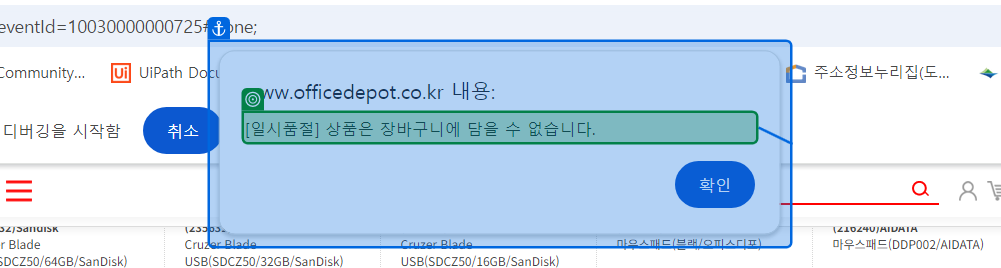 eventId=10030000000725#none;
Community...
UiPath Docu
www.officedepot.co.kr 내용:
주소정보누리집(도...
디버깅을 시작함
취소
[일시품절] 상품은 장바구니에 담을 수 없습니다.
확인
Cruzer Blade
USB(SDCZ50/64GB/SanDisk)
Cruzer Blade
USB(SDCZ50/32GB/SanDisk)
Cruzer Blade
USB(SDCZ50/16GB/SanDisk)
마우스패드(블랙/오피스디포)
(216240)/AIDATA
마우스패드(DDP002/AIDATA)